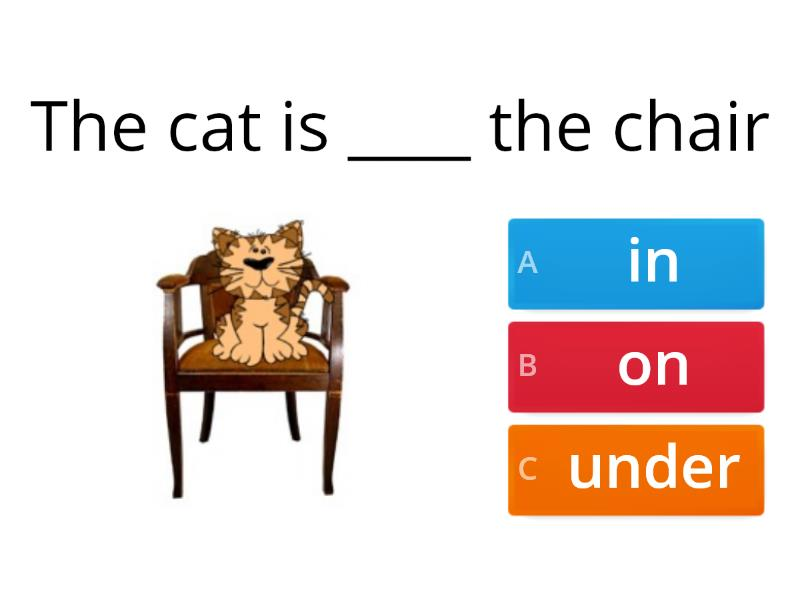 The cat is ____ the chair
A in
B on
C under